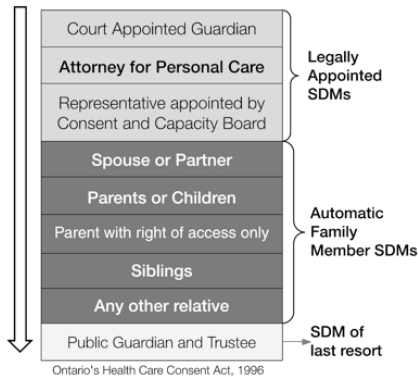 Court Appointed Guardian
Attorney for Personal Care
Representative appointed by
Consent and Capacity Board
Legally
Appointed
SDMs
Spouse or Partner
Parents or Children
Parent with right of access only
Siblings
Any other relative
Automatic
Family
Member SDMs
Public Guardian and Trustee
SDM of
last resort
Ontario's Health Care Consent Act, 1996